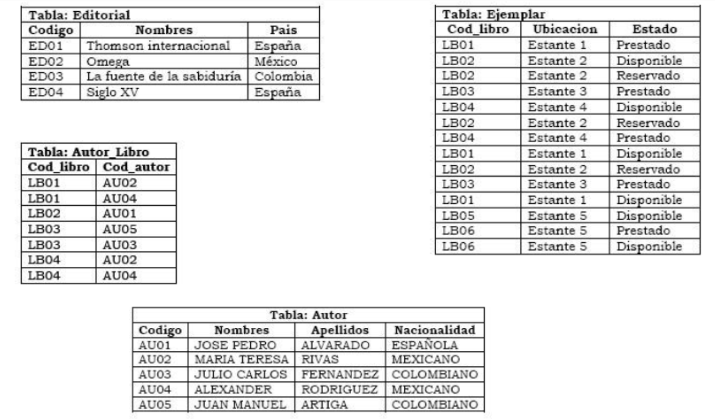 Tabla: Editorial
Codigo Nombres Pais
ED01 Thomson internacional España
ED02 Omega México
ED03 La fuente de la sabiduría Colombia
ED04 Siglo XV España
Tabla: Ejemplar
Cod_libro Ubicacion Estado
LB01 Estante 1 Prestado
LB02 Estante 2 Disponible
LB02 Estante 2 Reservado
LB03 Estante 3 Prestado
LB04 Estante 4 Disponible
LB02 Estante 2 Reservado
LB04 Estante 4 Prestado
LB01 Estante 1 Disponible
LB02 Estante 2 Reservado
LB03 Estante 3 Prestado
LB01 Estante 1 Disponible
LB05 Estante 5 Disponible
LB06 Estante 5 Prestado
LB06 Estante 5 Disponible
Tabla: Autor_Libro
Cod_libro Cod_autor
LB01 AU02
LB01 AU04
LB02 AU01
LB03 AU05
LB03 AU03
LB04 AU02
LB04 AU04
Tabla: Autor
Codigo Nombres Apellidos Nacionalidad
AU01 JOSE PEDRO ALVARADO ESPAÑOLA
AU02 MARIA TERESA RIVAS MEXICANO
AU03 JULIO CARLOS FERNANDEZ COLOMBIANO
AU04 ALEXANDER RODRIGUEZ MEXICANO
AU05 JUAN MANUEL ARTIGA COLOMBIANO